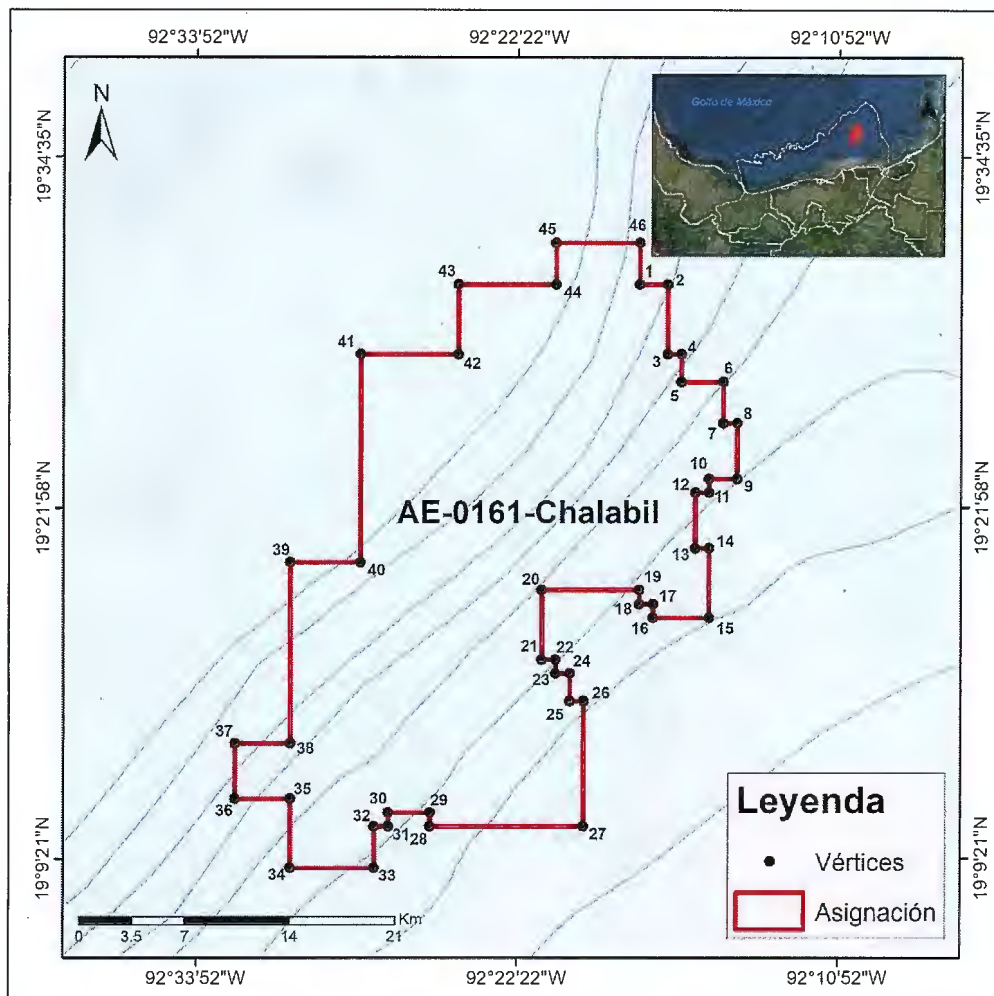 92°33'52"W 92°22'22"W 92°10'52"W
N
Golfo de México
19°34'35"N
19°34'35"N
45 46
43 44 1 2
41 42 3 4
5 6
7 8
10 9
12 11
19°21'58"N
AE-0161-Chalabil
19°21'58"N
39 40 13 14
20 19
18 17
16 15
21 22
23 24
25 26
37 38
36 35
30 29
32 31 28 27
34 33
19°9'21"N
19°9'21"N
Leyenda
Vértices
Asignación
Km
0 3.5 7 14 21
92°33'52"W 92°22'22"W 92°10'52"W